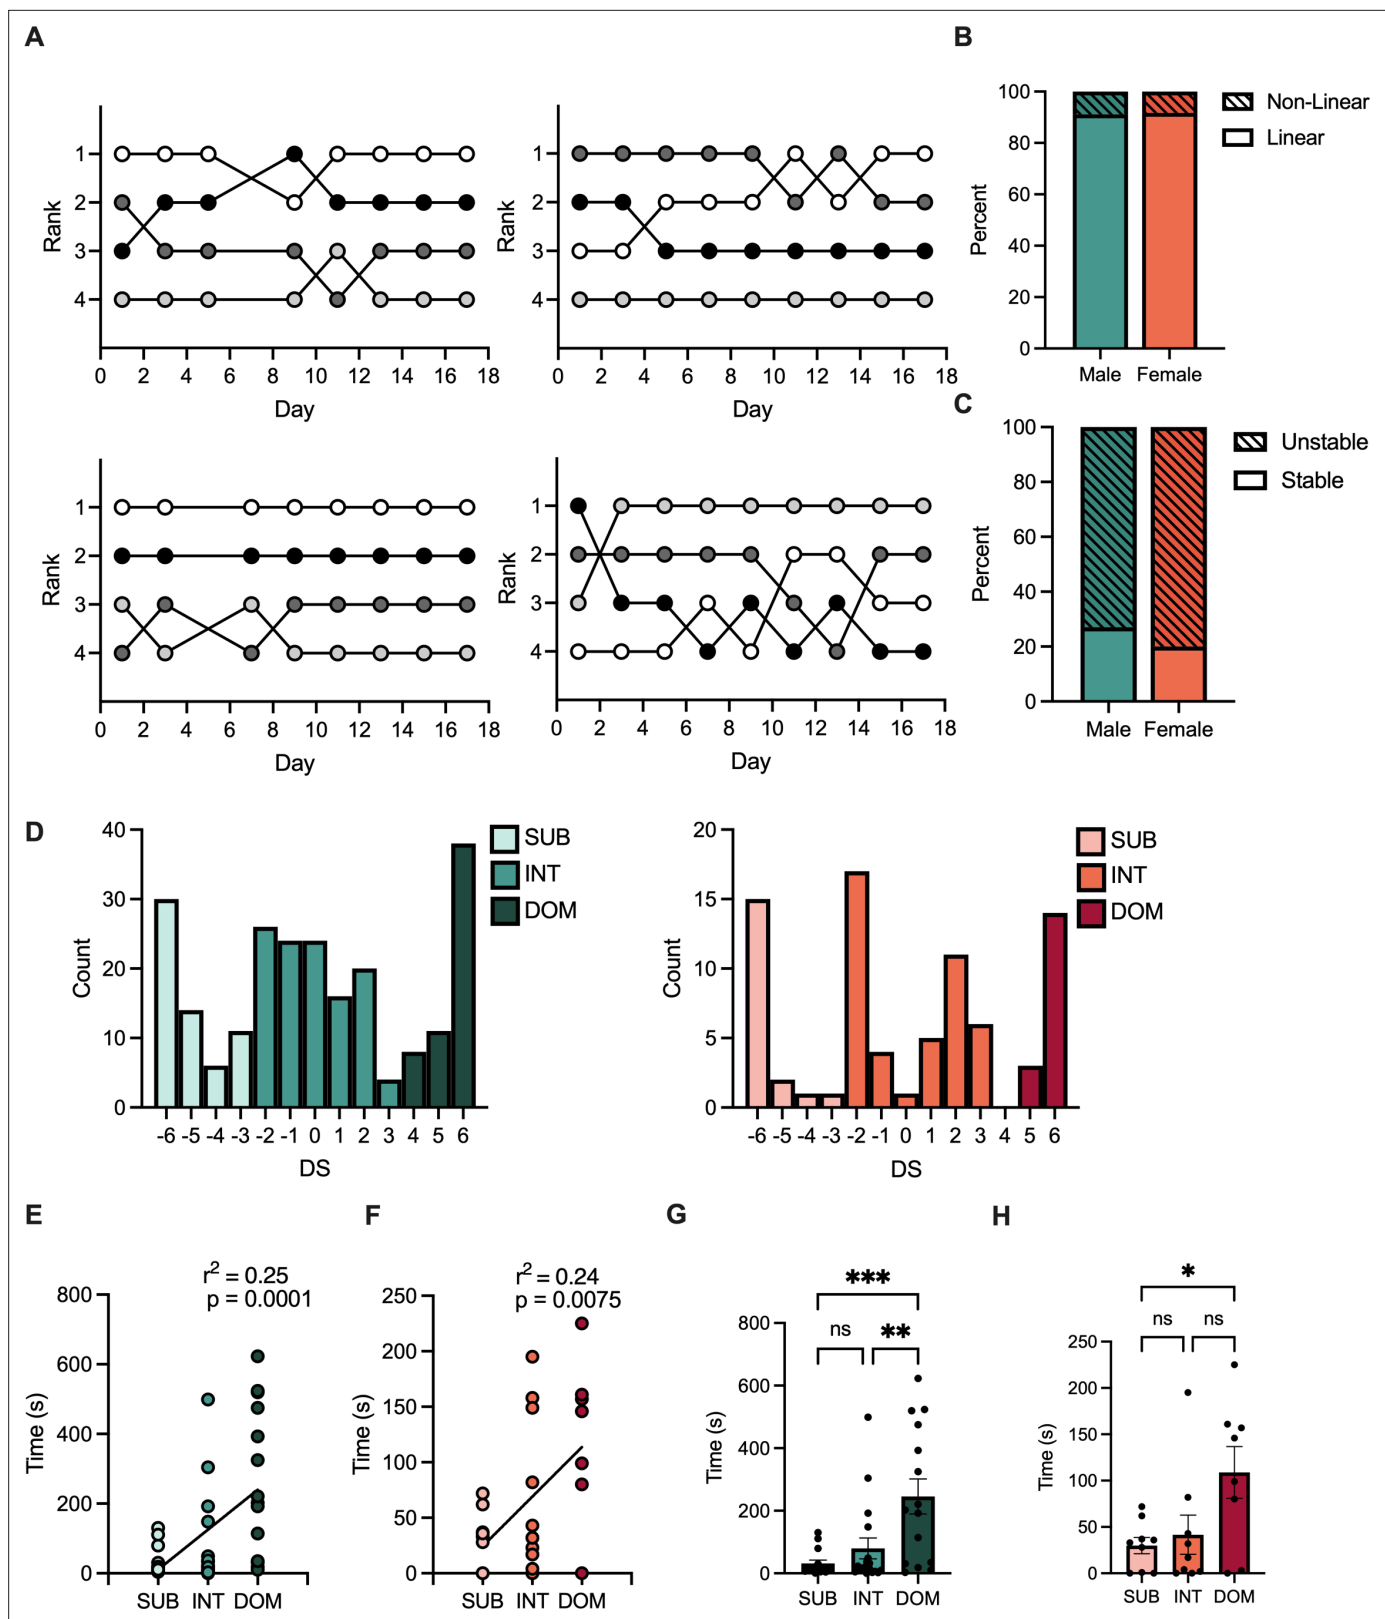 A
1
2
3
4
Rank
0 2 4 6 8 10 12 14 16 18
Day
1
2
3
4
Rank
0 2 4 6 8 10 12 14 16 18
Day
1
2
3
4
Rank
0 2 4 6 8 10 12 14 16 18
Day
1
2
3
4
Rank
0 2 4 6 8 10 12 14 16 18
Day
B
100
80
60
40
20
0
Percent
Male Female
Non-Linear
Linear
C
100
80
60
40
20
0
Percent
Male Female
Unstable
Stable
D
40
30
20
10
0
Count
-6 -5 -4 -3 -2 -1 0 1 2 3 4 5 6
DS
SUB
INT
DOM
20
15
10
5
0
Count
-6 -5 -4 -3 -2 -1 0 1 2 3 4 5 6
DS
SUB
INT
DOM
E
r² = 0.25
p = 0.0001
800
600
400
200
0
Time (s)
SUB INT DOM
F
r² = 0.24
p = 0.0075
250
200
150
100
50
0
Time (s)
SUB INT DOM
G
***
ns **
800
600
400
200
0
Time (s)
SUB INT DOM
H
*
ns ns
250
200
150
100
50
0
Time (s)
SUB INT DOM